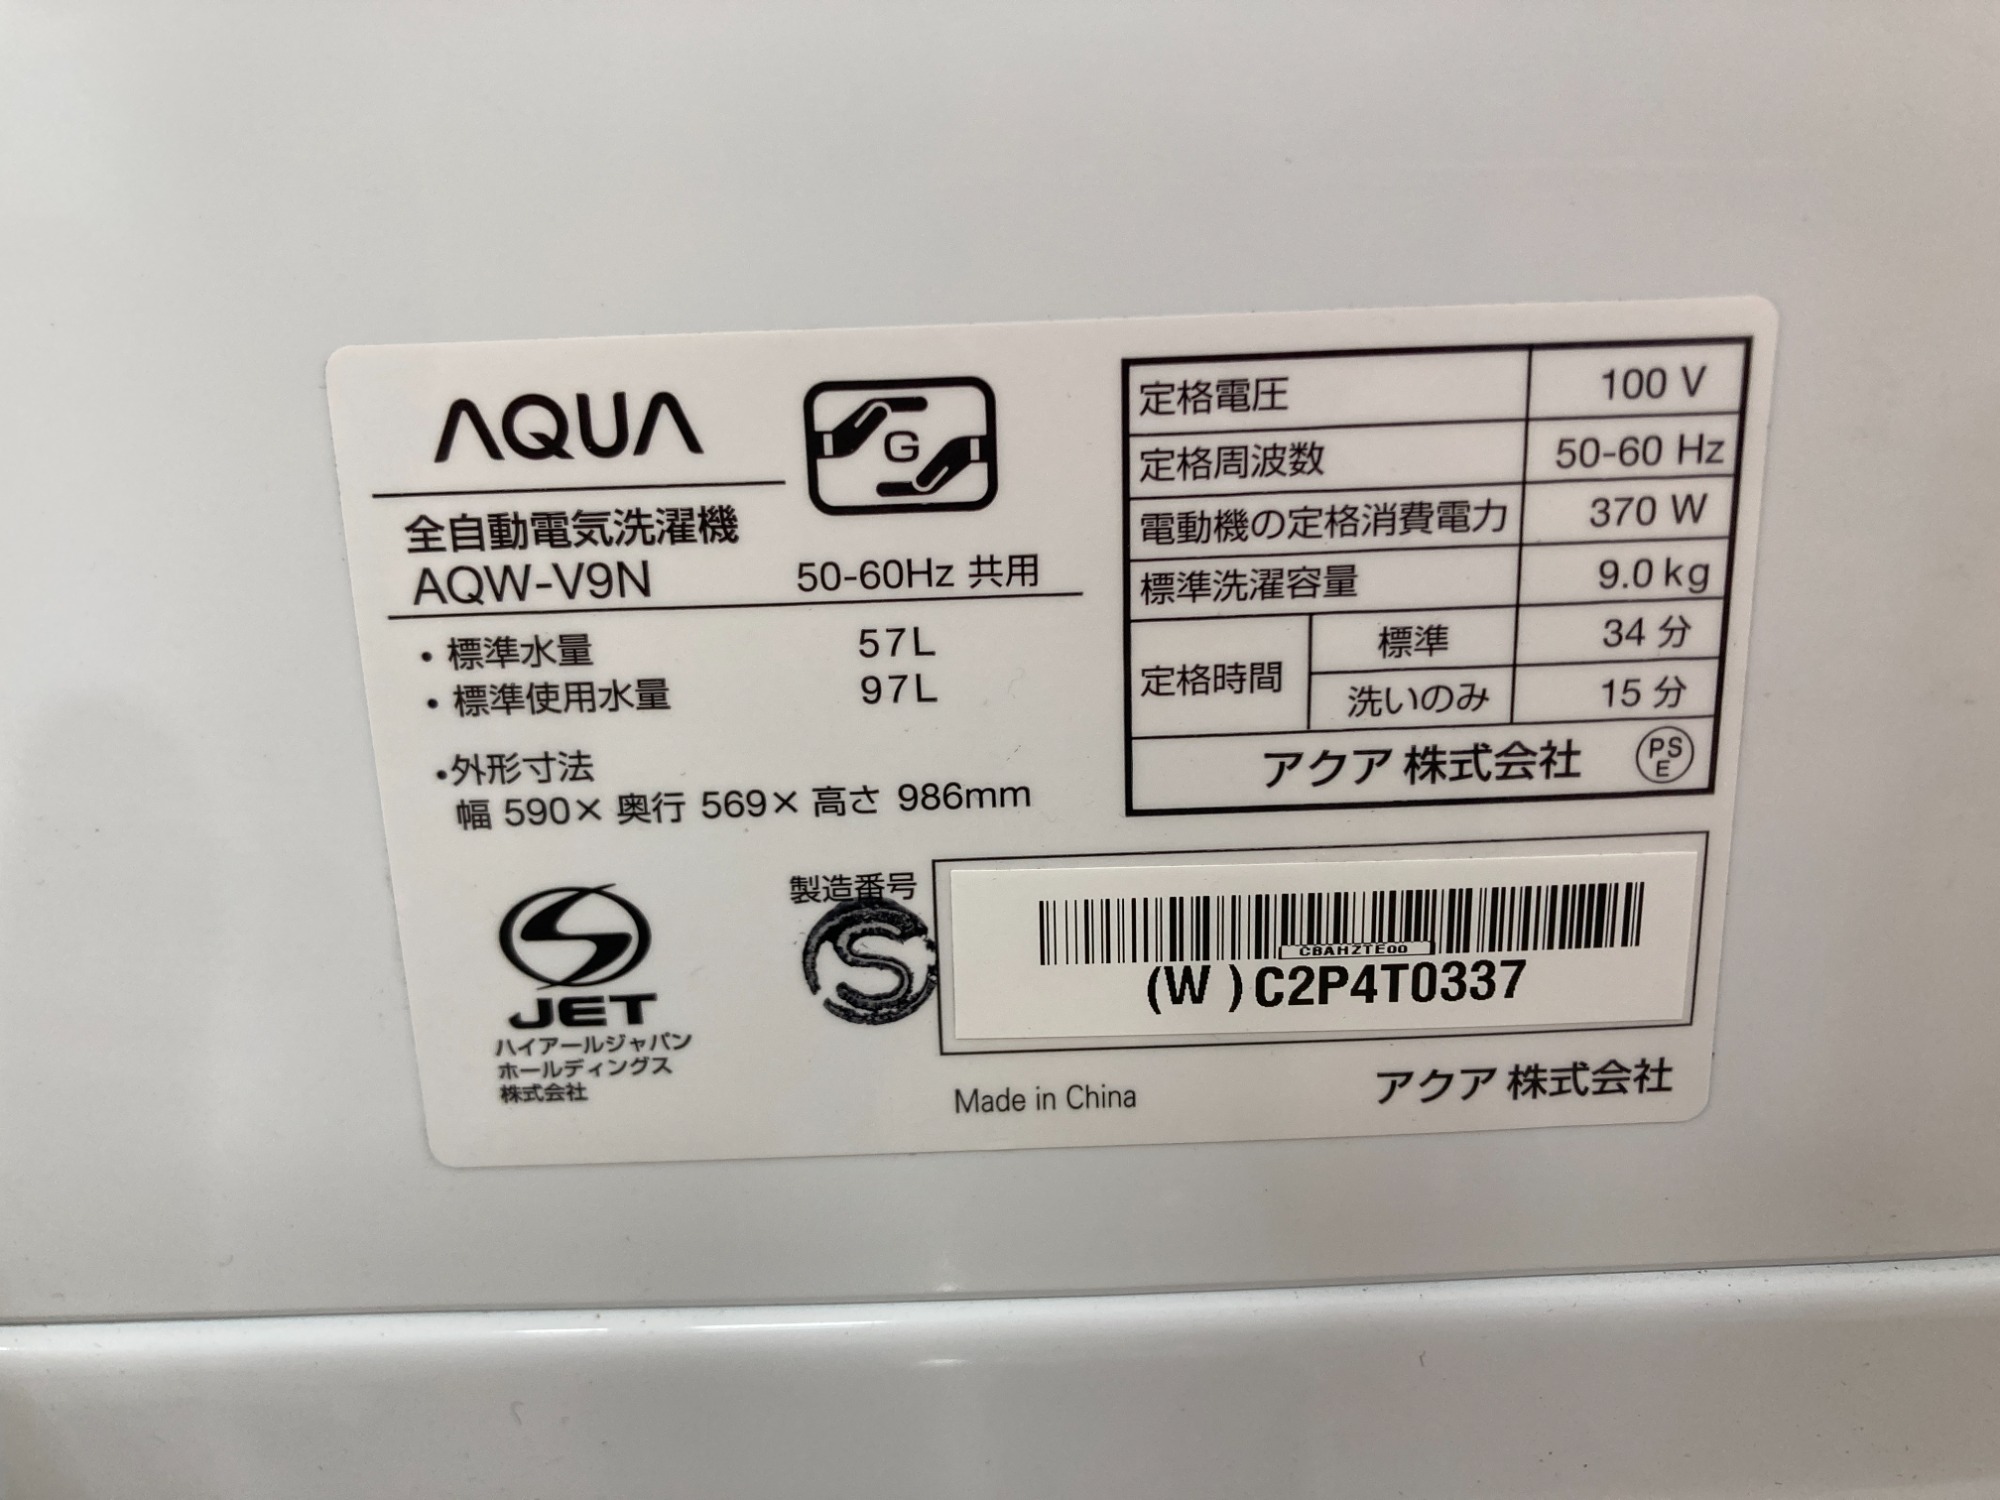 AQUA
G
全自動電気洗濯機
AQW-V9N 50-60Hz 共用
・標準水量 57L
・標準使用水量 97L
・外形寸法
幅 590× 奥行 569× 高さ 986mm
定格電圧 100 V
定格周波数 50-60 Hz
電動機の定格消費電力 370 W
標準洗濯容量 9.0kg
定格時間 標準 34 分
洗いのみ 15 分
アクア 株式会社 PSE
JET
ハイアールジャパン
ホールディングス
株式会社
製造番号
S
CBAHZTE00
(W )C2P4T0337
Made in China
アクア 株式会社